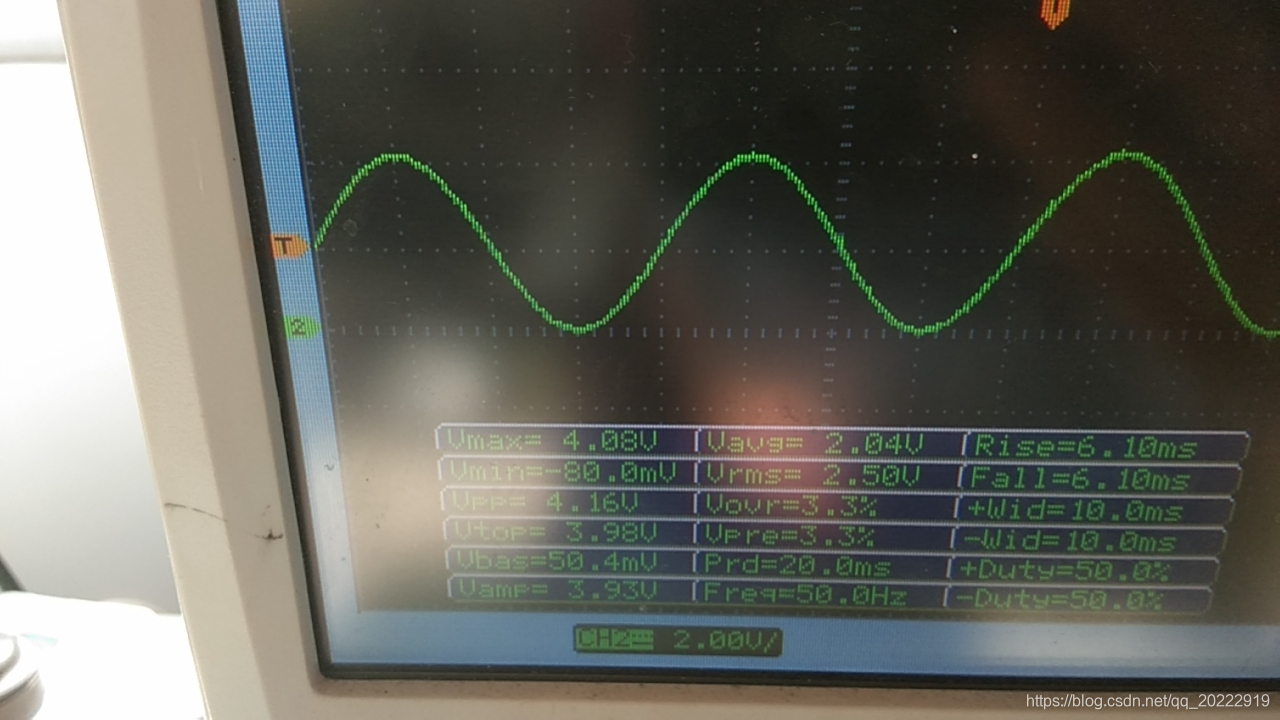 T
T
2
Vmax= 4.08V Vavg= 2.04V Rise=6.10ms
Vmin=-80.0mV Vrms= 2.50V Fall=6.10ms
Vpp= 4.16V Vovr=3.3% +Wid=10.0ms
Vtop= 3.98V Vpre=3.3% -Wid=10.0ms
Vbas=50.4mV Prd=20.0ms +Duty=50.0%
Vamp= 3.93V Freq=50.0Hz -Duty=50.0%
CH2 2.00V/
https://blog.csdn.net/qq_20222919